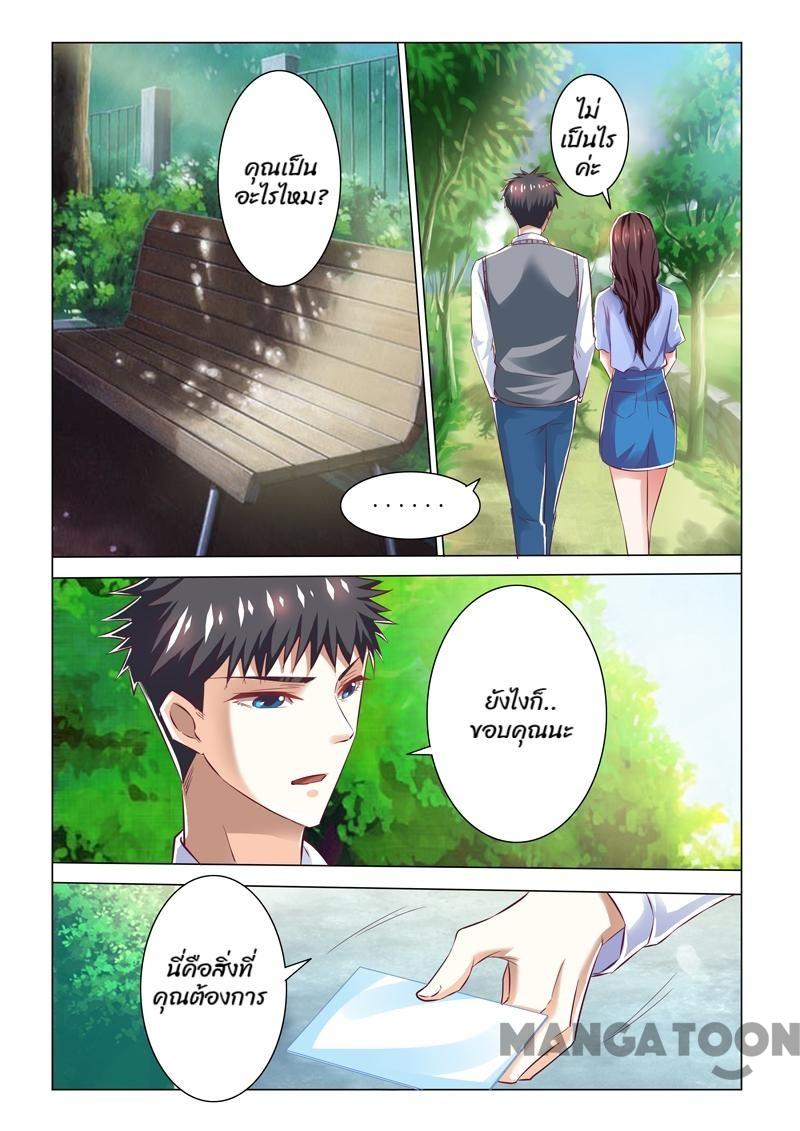 คุณเป็น
อะไรไหม?
ไม่
เป็นไร
ค่ะ
......
ยังไงก็..
ขอบคุณนะ
นี่คือสิ่งที่
คุณต้องการ
MANGATOON